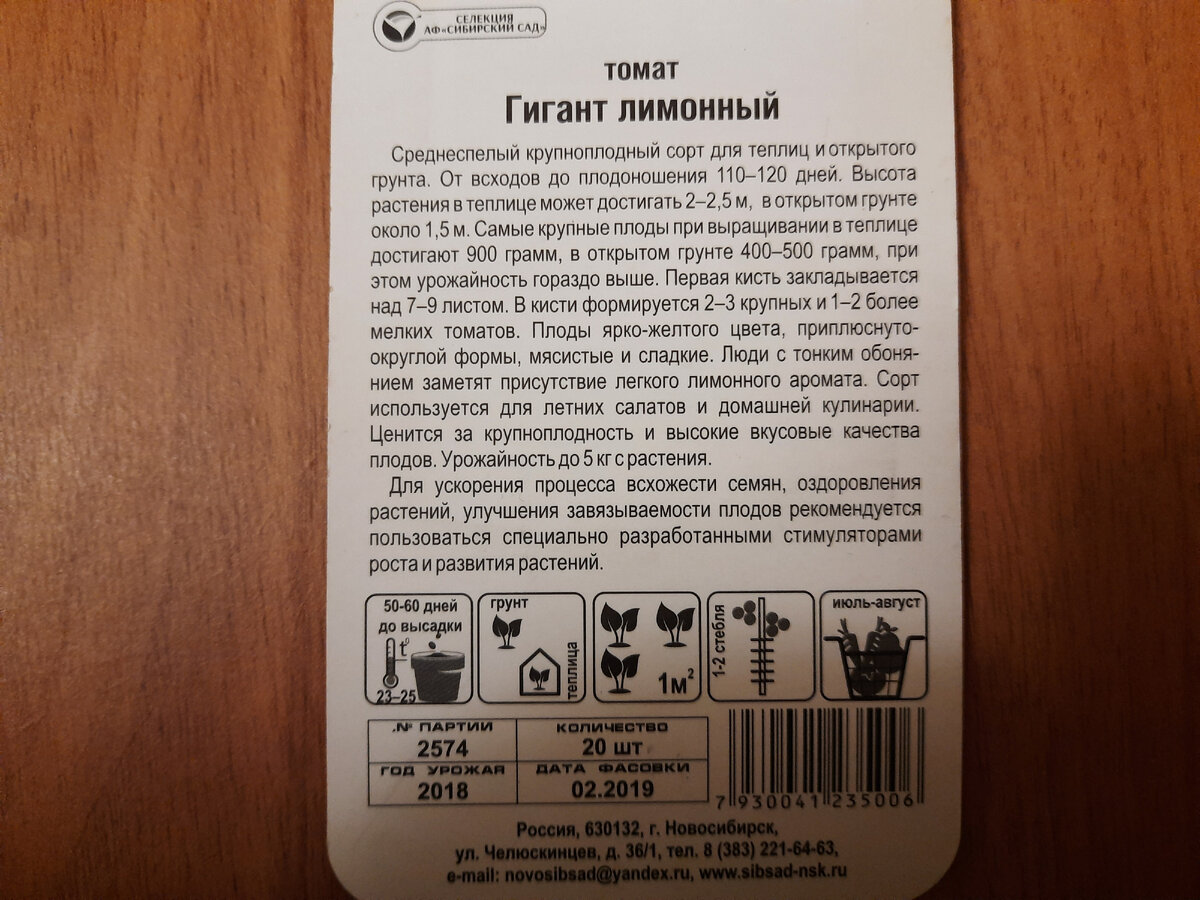 СЕЛЕКЦИЯ
АФ«СИБИРСКИЙ САД»
томат
Гигант лимонный
Среднеспелый крупноплодный сорт для теплиц и открытого
грунта. От всходов до плодоношения 110–120 дней. Высота
растения в теплице может достигать 2–2,5 м, в открытом грунте
около 1,5 м. Самые крупные плоды при выращивании в теплице
достигают 900 грамм, в открытом грунте 400–500 грамм, при
этом урожайность гораздо выше. Первая кисть закладывается
над 7–9 листом. В кисти формируется 2–3 крупных и 1–2 более
мелких томатов. Плоды ярко-желтого цвета, приплюснуто-
округлой формы, мясистые и сладкие. Люди с тонким обоня-
нием заметят присутствие легкого лимонного аромата. Сорт
используется для летних салатов и домашней кулинарии.
Ценится за крупноплодность и высокие вкусовые качества
плодов. Урожайность до 5 кг с растения.
Для ускорения процесса всхожести семян, оздоровления
растений, улучшения завязываемости плодов рекомендуется
пользоваться специально разработанными стимуляторами
роста и развития растений.
50-60 дней
до высадки
t°
23–25
грунт
теплица
1м²
1-2 стебля
июль-август
№ ПАРТИИ
2574
КОЛИЧЕСТВО
20 шт
ГОД УРОЖАЯ
2018
ДАТА ФАСОВКИ
02.2019
7 930041 235006
Россия, 630132, г. Новосибирск,
ул. Челюскинцев, д. 36/1, тел. 8 (383) 221-64-63,
e-mail: novosibsad@yandex.ru, www.sibsad-nsk.ru